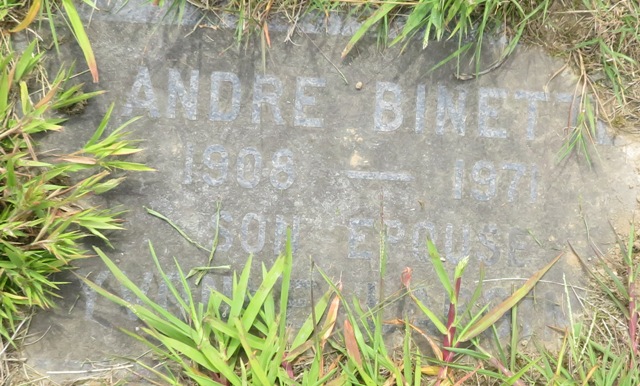 ANDRE BINETTE
1908 — 1971
SON EPOUSE